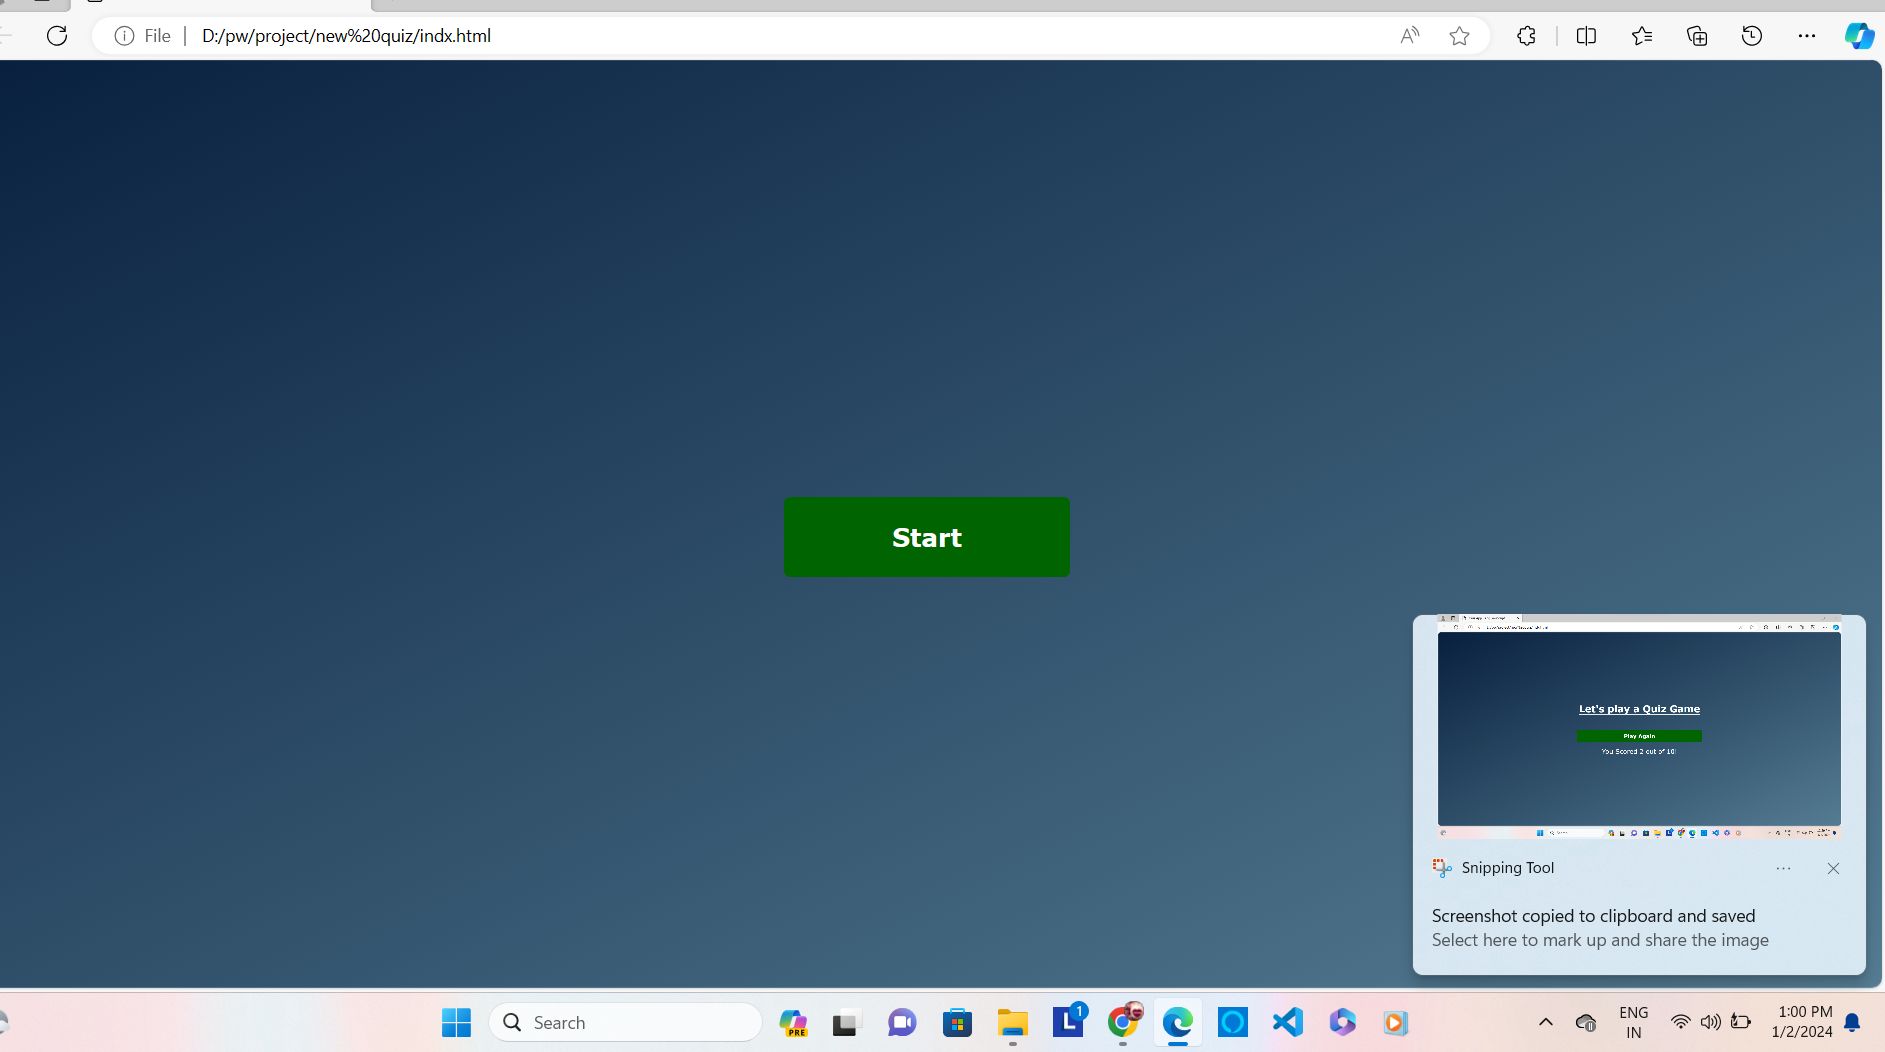 File
D:/pw/project/new%20quiz/indx.html
Start
Let's play a Quiz Game
Play Again
You Scored 2 out of 10!
Snipping Tool
Screenshot copied to clipboard and saved
Select here to mark up and share the image
Search
PRE
L
1
ENG
IN
1:00 PM
1/2/2024